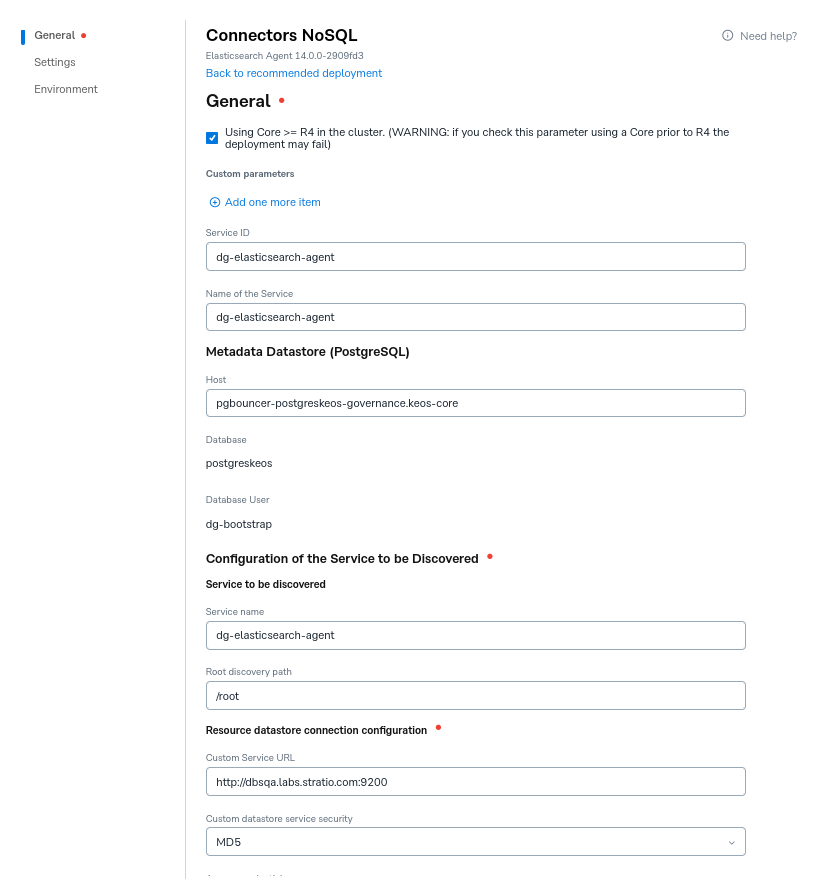 General
Settings
Environment
Connectors NoSQL
Need help?
Elasticsearch Agent 14.0.0-2909fd3
Back to recommended deployment
General
Using Core >= R4 in the cluster. (WARNING: if you check this parameter using a Core prior to R4 the
deployment may fail)
Custom parameters
Add one more item
Service ID
dg-elasticsearch-agent
Name of the Service
dg-elasticsearch-agent
Metadata Datastore (PostgreSQL)
Host
pgbouncer-postgreskeos-governance.keos-core
Database
postgreskeos
Database User
dg-bootstrap
Configuration of the Service to be Discovered
Service to be discovered
Service name
dg-elasticsearch-agent
Root discovery path
/root
Resource datastore connection configuration
Custom Service URL
http://dbsqa.labs.stratio.com:9200
Custom datastore service security
MD5